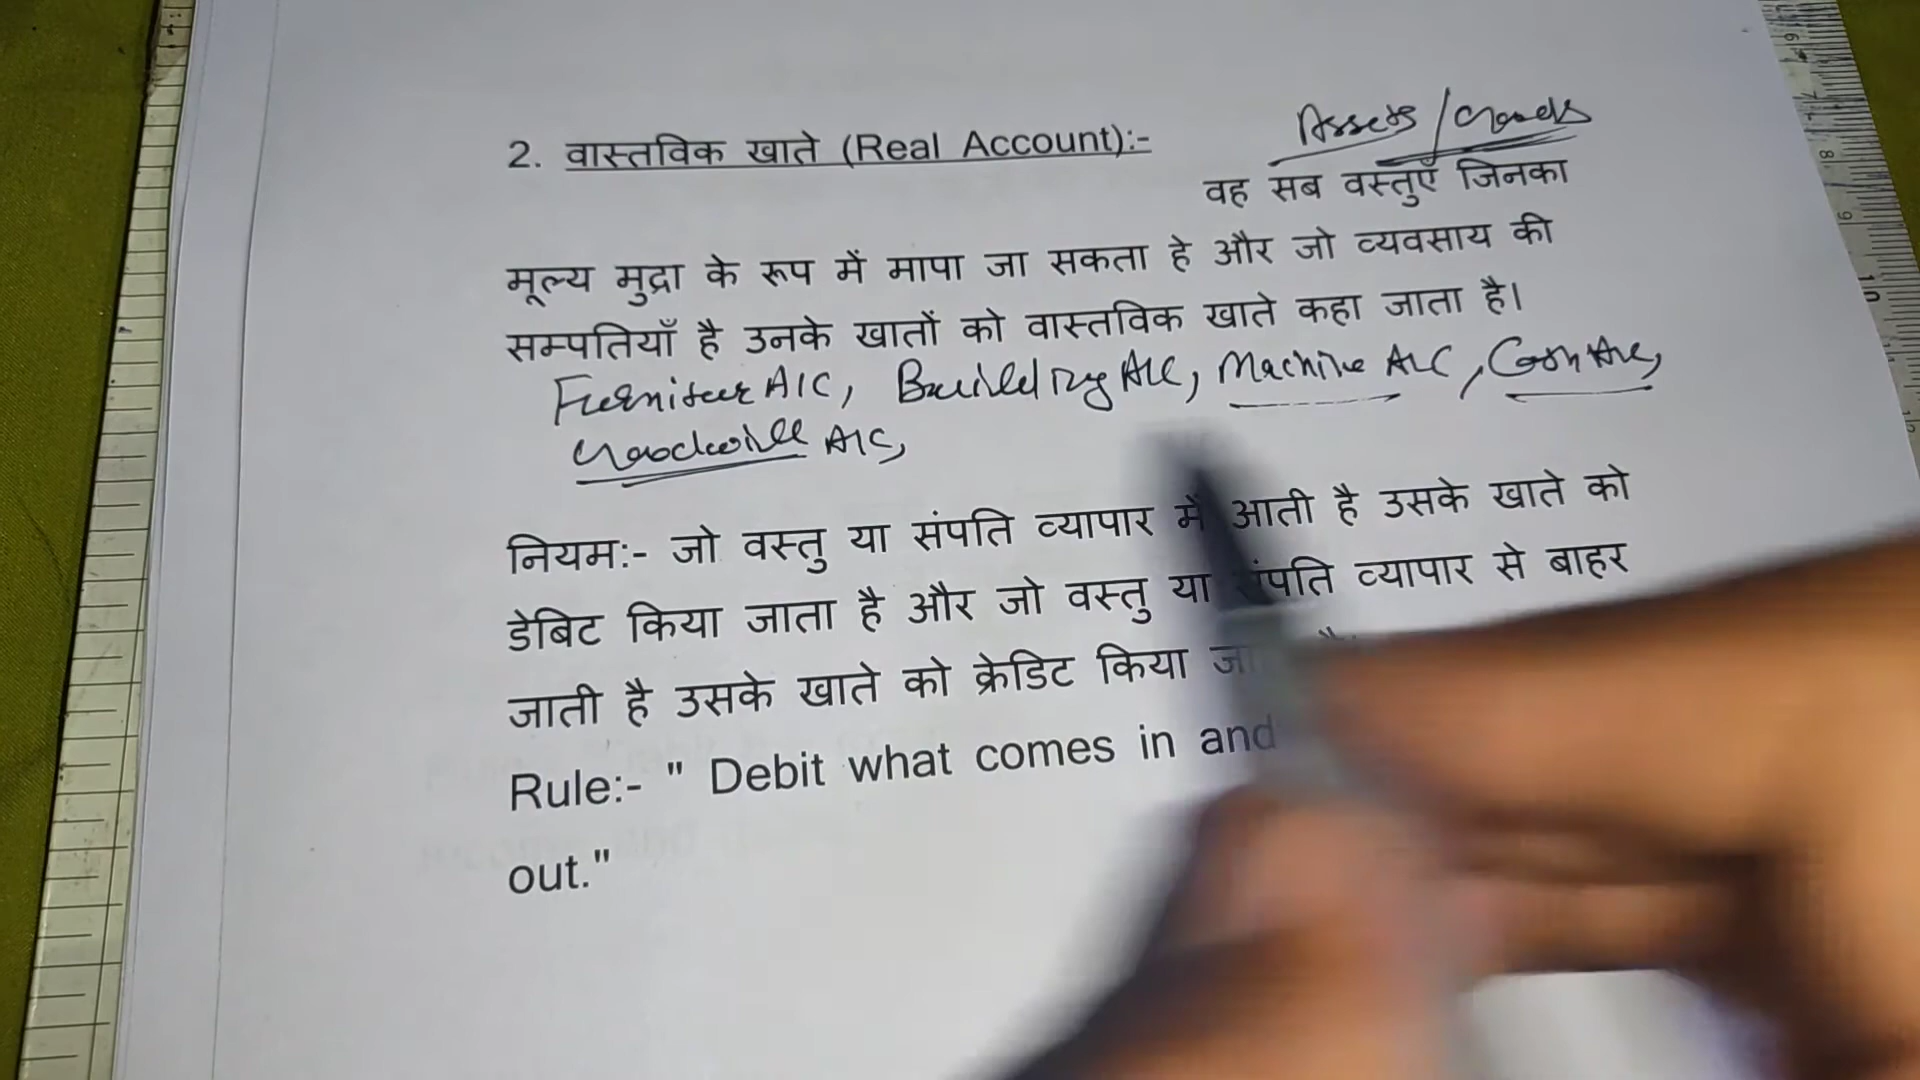 Assets/Goods
2. वास्तविक खाते (Real Account):-
वह सब वस्तुएँ जिनका
मूल्य मुद्रा के रूप में मापा जा सकता हे और जो व्यवसाय की
सम्पतियाँ है उनके खातों को वास्तविक खाते कहा जाता है।
Furniteur A/C, Building A/C, Machine A/C, Cash A/c,
Goodwill A/C,
नियम:- जो वस्तु या संपति व्यापार में आती है उसके खाते को
डेबिट किया जाता है और जो वस्तु या संपति व्यापार से बाहर
जाती है उसके खाते को क्रेडिट किया
Rule:- " Debit what comes in and
out."